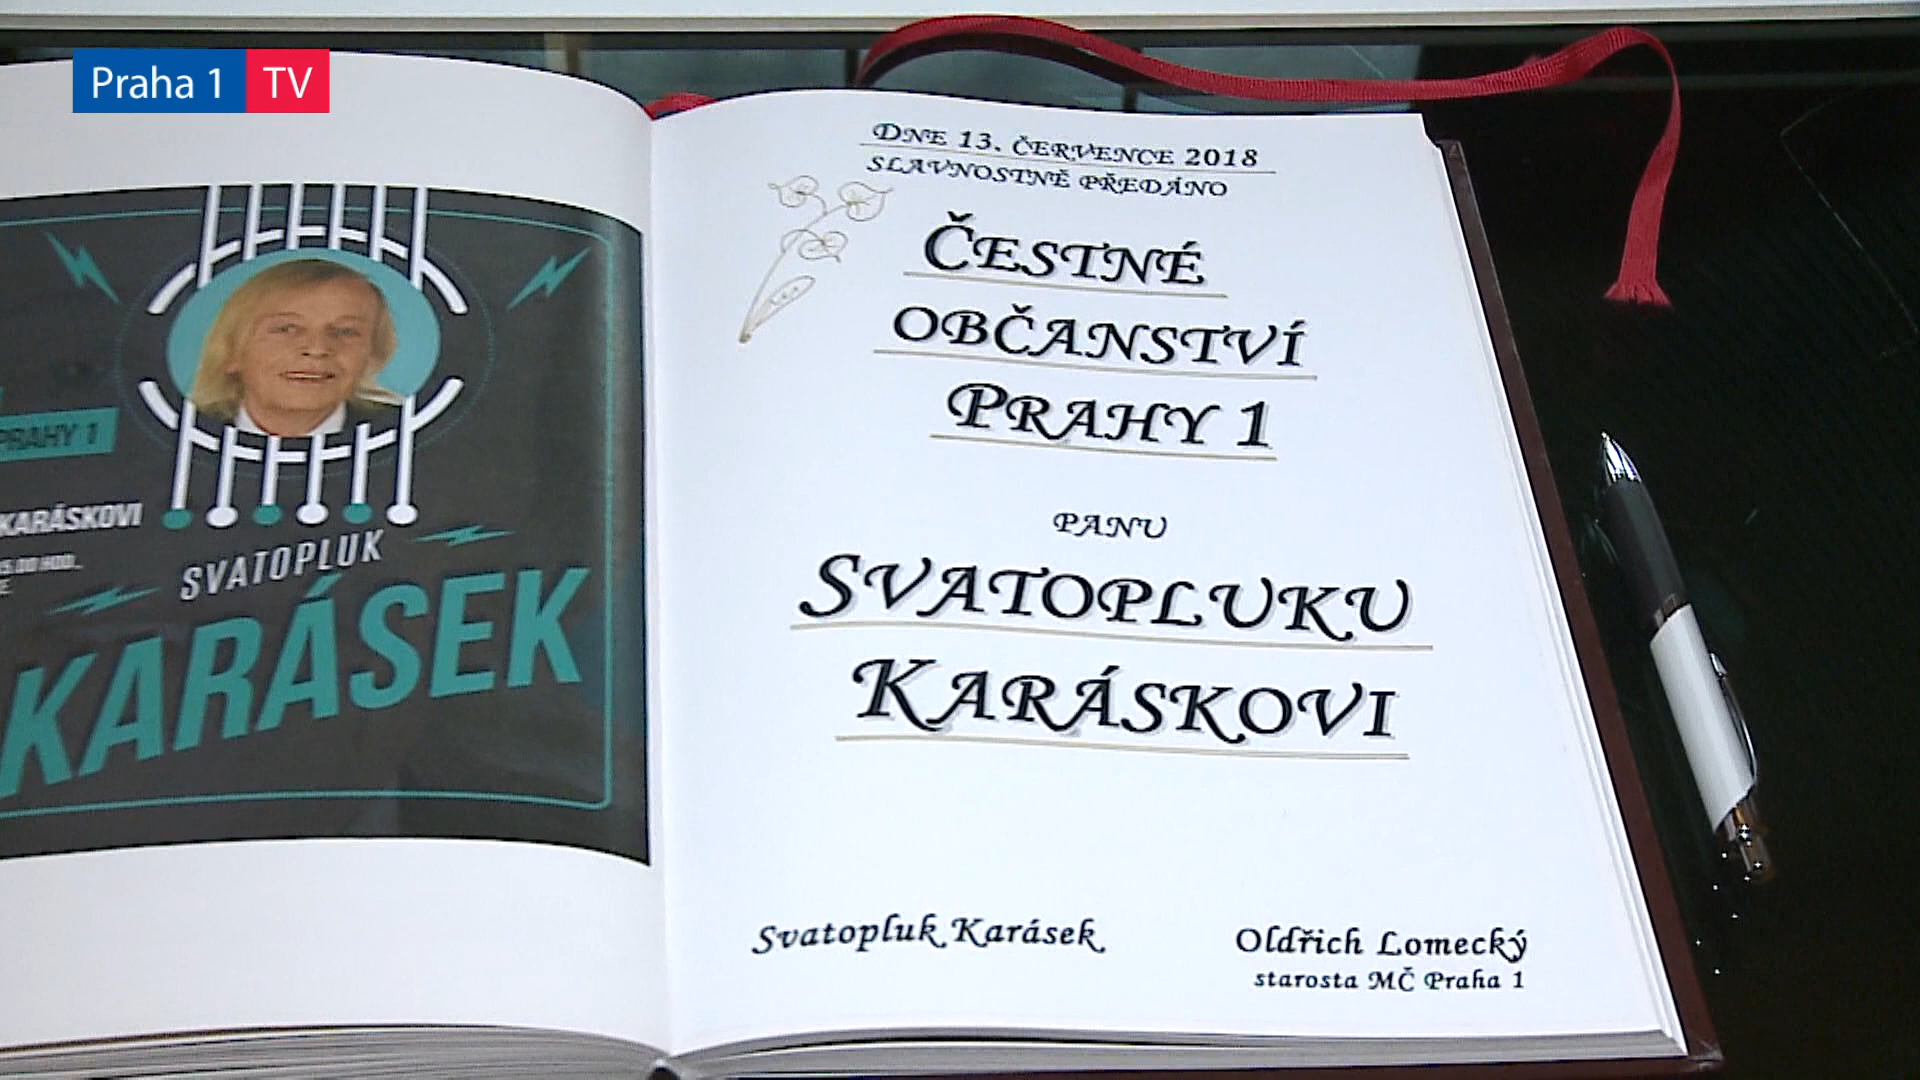 Praha 1 TV
PRAHY 1
KARÁSKOVI
SVATOPLUK
KARÁSEK
DNE 13. ČERVENCE 2018
SLAVNOSTNĚ PŘEDÁNO
ČESTNÉ
OBČANSTVÍ
PRAHY 1
PANU
SVATOPLUKU
KARÁSKOVI
Svatopluk Karásek
Oldřich Lomecký
starosta MČ Praha 1